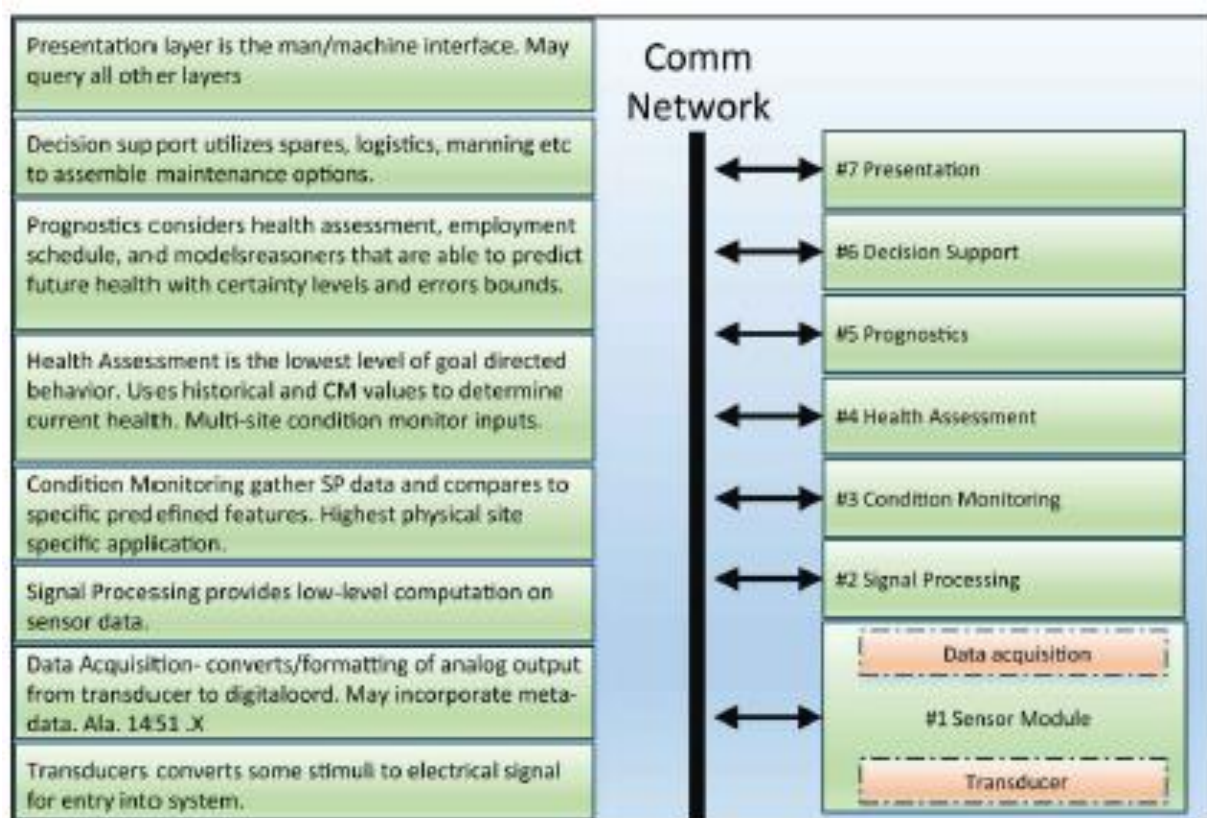 Presentation layer is the man/machine interface. May
query all other layers
Decision support utilizes spares, logistics, manning etc
to assemble maintenance options.
Prognostics considers health assessment, employment
schedule, and modelsreasoners that are able to predict
future health with certainty levels and errors bounds.
Health Assessment is the lowest level of goal directed
behavior. Uses historical and CM values to determine
current health. Multi-site condition monitor inputs.
Condition Monitoring gather SP data and compares to
specific predefined features. Highest physical site
specific application.
Signal Processing provides low-level computation on
sensor data.
Data Acquisition- converts/formatting of analog output
from transducer to digitaloord. May incorporate meta-
data. Ala. 1451 .X
Transducers converts some stimuli to electrical signal
for entry into system.
Comm
Network
#7 Presentation
#6 Decision Support
#5 Prognostics
#4 Health Assessment
#3 Condition Monitoring
#2 Signal Processing
Data acquisition
#1 Sensor Module
Transducer